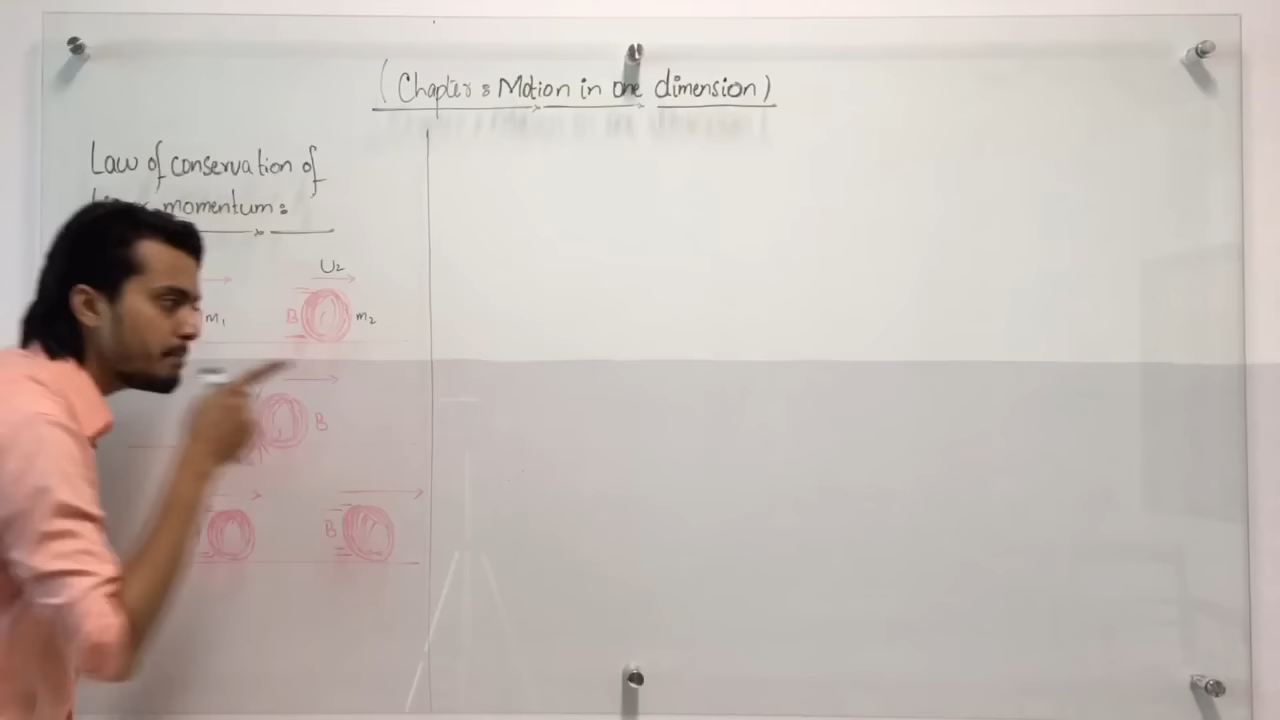 (Chapter : Motion in one dimension)
Law of conservation of
momentum :
U₂
m₁ B m₂
B
B